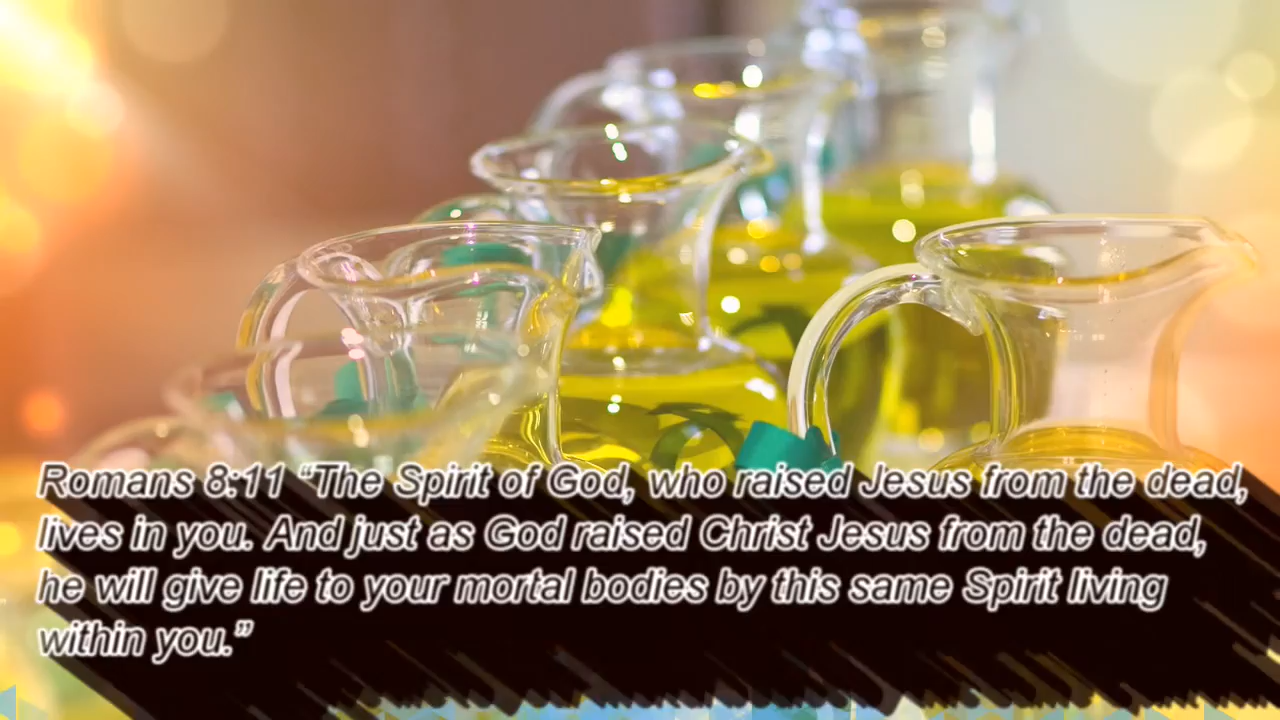 Romans 8:11 “The Spirit of God, who raised Jesus from the dead,
lives in you. And just as God raised Christ Jesus from the dead,
he will give life to your mortal bodies by this same Spirit living
within you.”